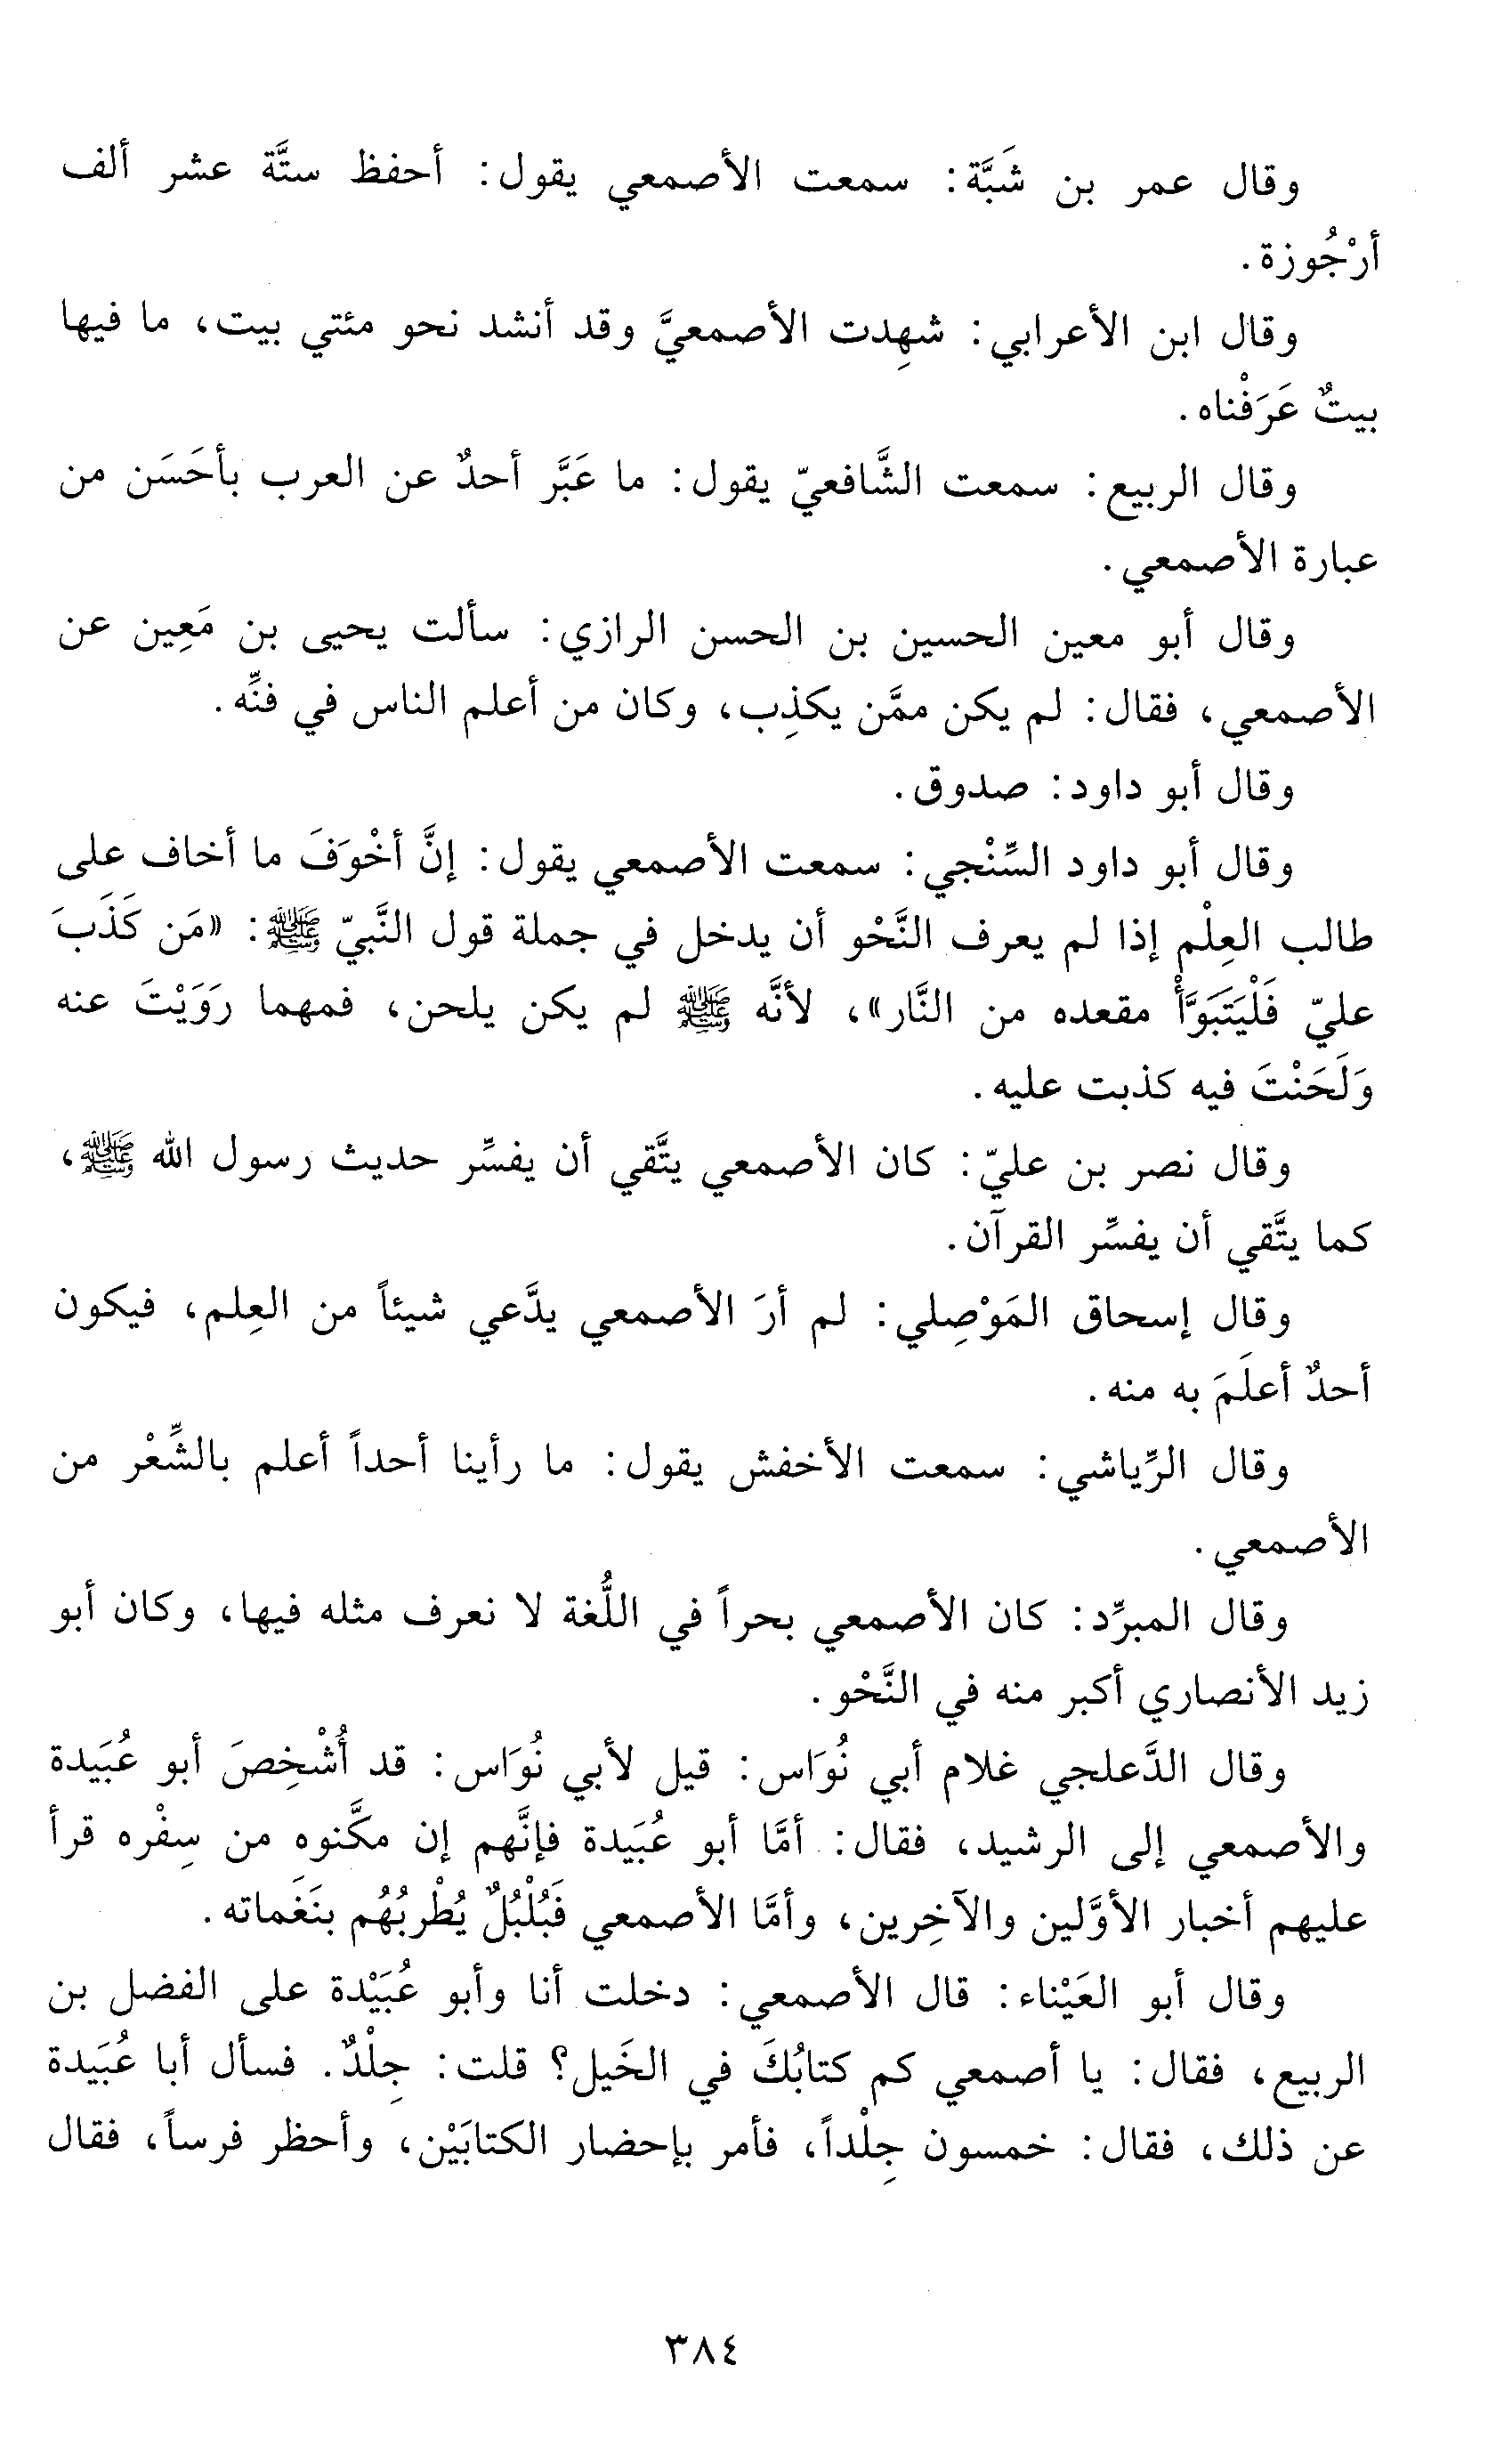 وقال عمر بن شَبَّة: سمعت الأصمعي يقول: أحفظ ستَّة عشر ألف
أرْجُوزة.
وقال ابن الأعرابي: شهِدت الأصمعيَّ وقد أنشد نحو مئتي بيت، ما فيها
بيتٌ عَرَفْناه.
وقال الربيع: سمعت الشَّافعيّ يقول: ما عَبَّر أحدٌ عن العرب بأحَسَن من
عبارة الأصمعي.
وقال أبو معين الحسين بن الحسن الرازي: سألت يحيى بن مَعِين عن
الأصمعي، فقال: لم يكن ممَّن يكذِب، وكان من أعلم الناس في فنِّه.
وقال أبو داود: صدوق.
وقال أبو داود السِّنْجي: سمعت الأصمعي يقول: إنَّ أخْوَفَ ما أخاف على
طالب العِلْم إذا لم يعرف النَّحْو أن يدخل في جملة قول النَّبيّ ﷺ: «مَن كَذَبَ
عليّ فَلْيَتَبَوَّأْ مقعده من النَّار»، لأنَّه ﷺ لم يكن يلحن، فمهما رَوَيْتَ عنه
وَلَحَنْتَ فيه كذبت عليه.
وقال نصر بن عليّ: كان الأصمعي يتَّقي أن يفسِّر حديث رسول الله ﷺ،
كما يتَّقي أن يفسِّر القرآن.
وقال إسحاق المَوْصِلي: لم أرَ الأصمعي يدَّعي شيئاً من العِلم، فيكون
أحدٌ أعلَمَ به منه.
وقال الرِّياشي: سمعت الأخفش يقول: ما رأينا أحداً أعلم بالشِّعْر من
الأصمعي.
وقال المبرِّد: كان الأصمعي بحراً في اللُّغة لا نعرف مثله فيها، وكان أبو
زيد الأنصاري أكبر منه في النَّحْو.
وقال الدَّعلجي غلام أبي نُوَاس: قيل لأبي نُوَاس: قد أُشْخِصَ أبو عُبَيدة
والأصمعي إلى الرشيد، فقال: أمَّا أبو عُبَيدة فإنَّهم إن مكَّنوه من سِفْره قرأ
عليهم أخبار الأوَّلين والآخِرين، وأمَّا الأصمعي فَبُلْبُلٌ يُطْربُهُم بنَغَماته.
وقال أبو العَيْناء: قال الأصمعي: دخلت أنا وأبو عُبَيْدة على الفضل بن
الربيع، فقال: يا أصمعي كم كتابُكَ في الخَيل؟ قلت: جِلْدٌ. فسأل أبا عُبَيدة
عن ذلك، فقال: خمسون جِلْداً، فأمر بإحضار الكتابَيْن، وأحظر فرساً، فقال
٣٨٤